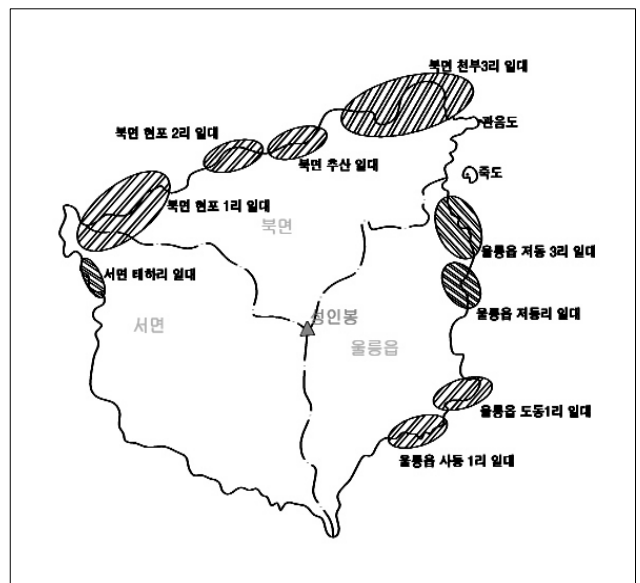 북면 천부3리 일대
관음도
북면 현포 2리 일대
북면 추산 일대
죽도
북면 현포 1리 일대
북면
울릉읍 저동 3리 일대
서면 태하리 일대
울릉읍 저동리 일대
성인봉
서면
울릉읍
울릉읍 도동1리 일대
울릉읍 사동 1리 일대